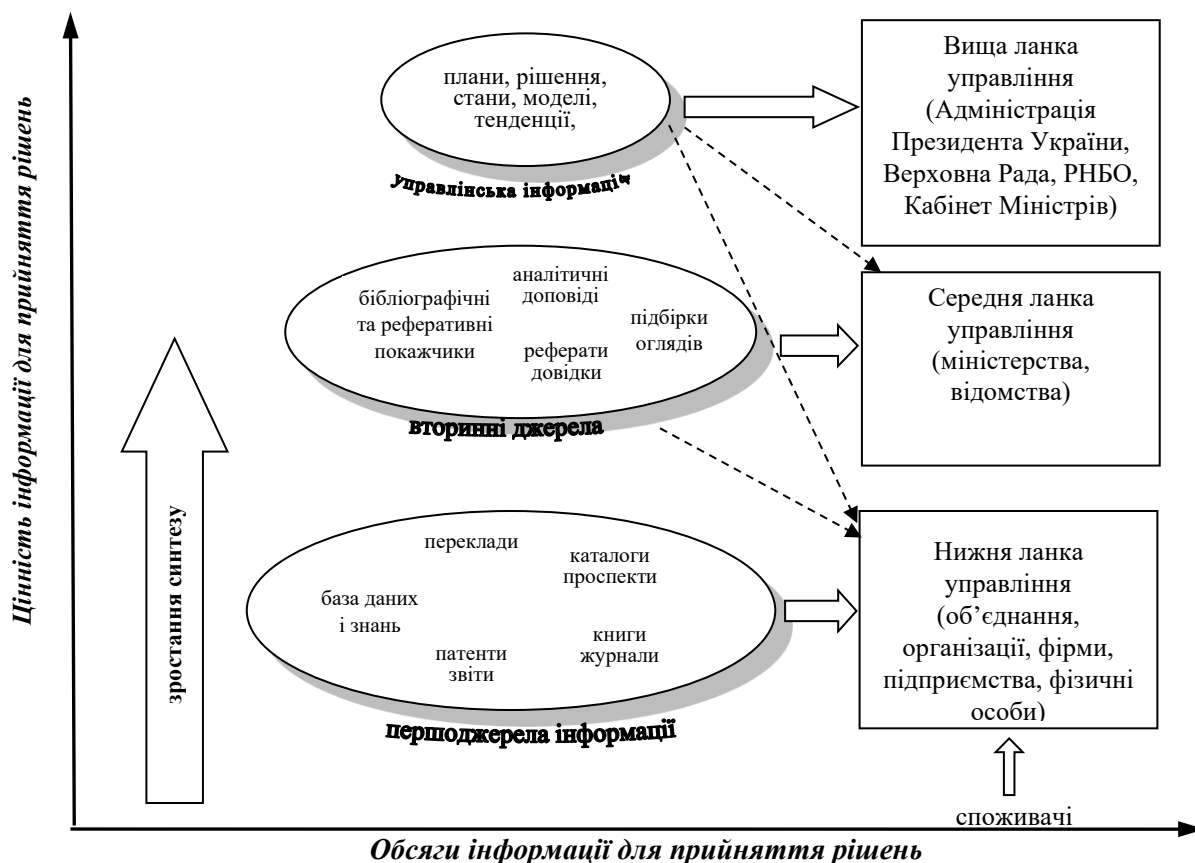 Цінність інформації для прийняття рішень
зростання синтезу
плани, рішення,
стани, моделі,
тенденції,
управлінська інформація
Вища ланка
управління
(Адміністрація
Президента України,
Верховна Рада, РНБО,
Кабінет Міністрів)
бібліографічні
та реферативні
покажчики
аналітичні
доповіді
реферати
довідки
підбірки
оглядів
вторинні джерела
Середня ланка
управління
(міністерства,
відомства)
переклади
каталоги
проспекти
база даних
і знань
патенти
звіти
книги
журнали
першоджерела інформації
Нижня ланка
управління
(об’єднання,
організації, фірми,
підприємства, фізичні
особи)
споживачі
Обсяги інформації для прийняття рішень